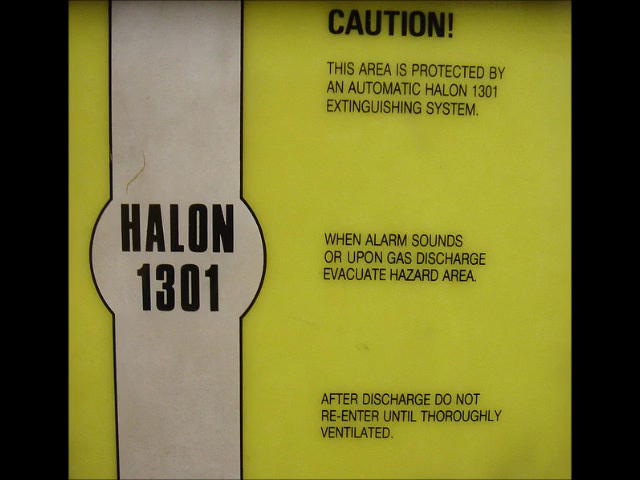 HALON
1301
CAUTION!
THIS AREA IS PROTECTED BY
AN AUTOMATIC HALON 1301
EXTINGUISHING SYSTEM.
WHEN ALARM SOUNDS
OR UPON GAS DISCHARGE
EVACUATE HAZARD AREA.
AFTER DISCHARGE DO NOT
RE-ENTER UNTIL THOROUGHLY
VENTILATED.